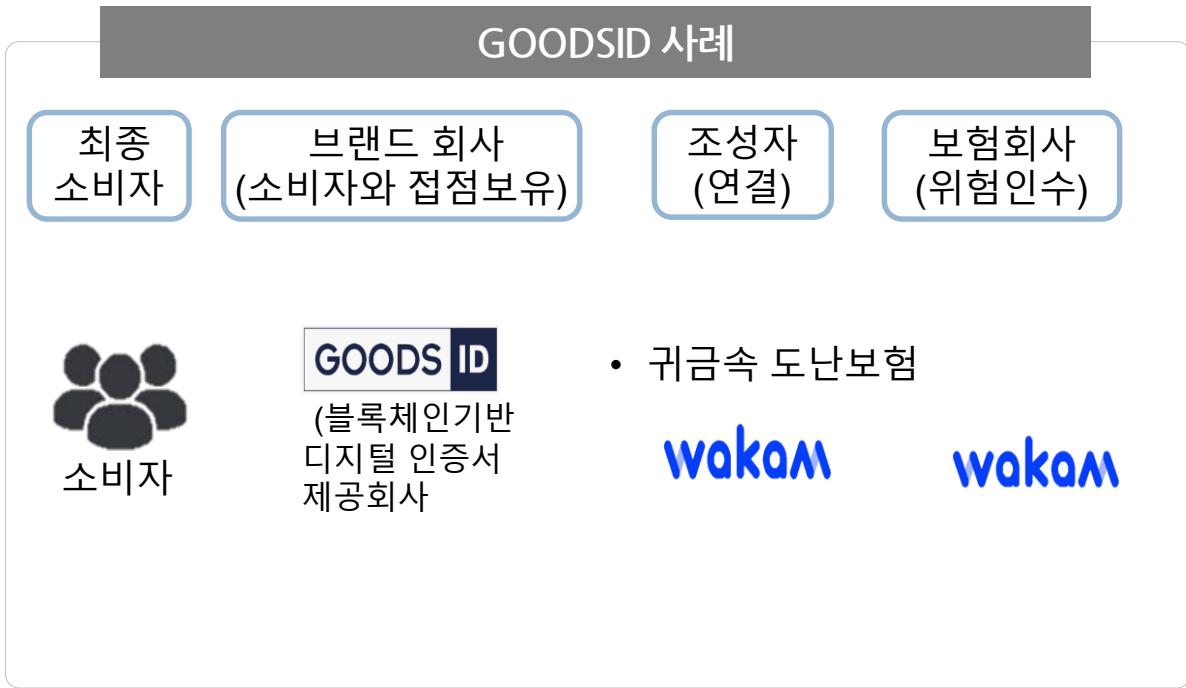 GOODSID 사례
최종
소비자
브랜드 회사
(소비자와 접점보유)
조성자
(연결)
보험회사
(위험인수)
소비자
GOODS ID
(블록체인기반
디지털 인증서
제공회사
• 귀금속 도난보험
wakam
wakam